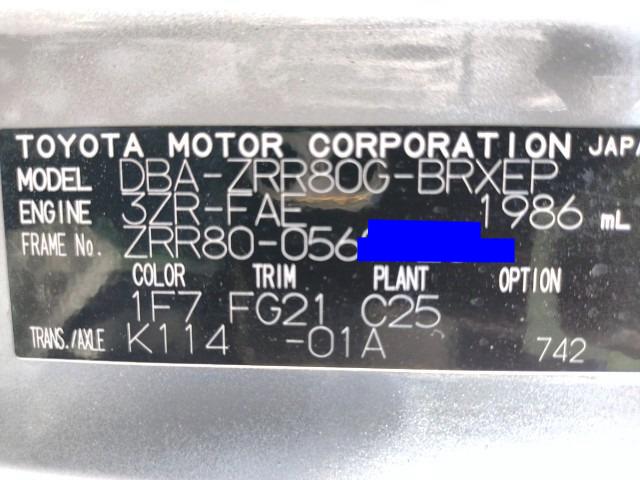 TOYOTA MOTOR CORPORATION JAPA
MODEL DBA-ZRR80G-BRXEP
ENGINE 3ZR-FAE 1986 mL
FRAME No. ZRR80-056
COLOR TRIM PLANT OPTION
1F7 FG21 C25
TRANS./AXLE K114 -01A 742